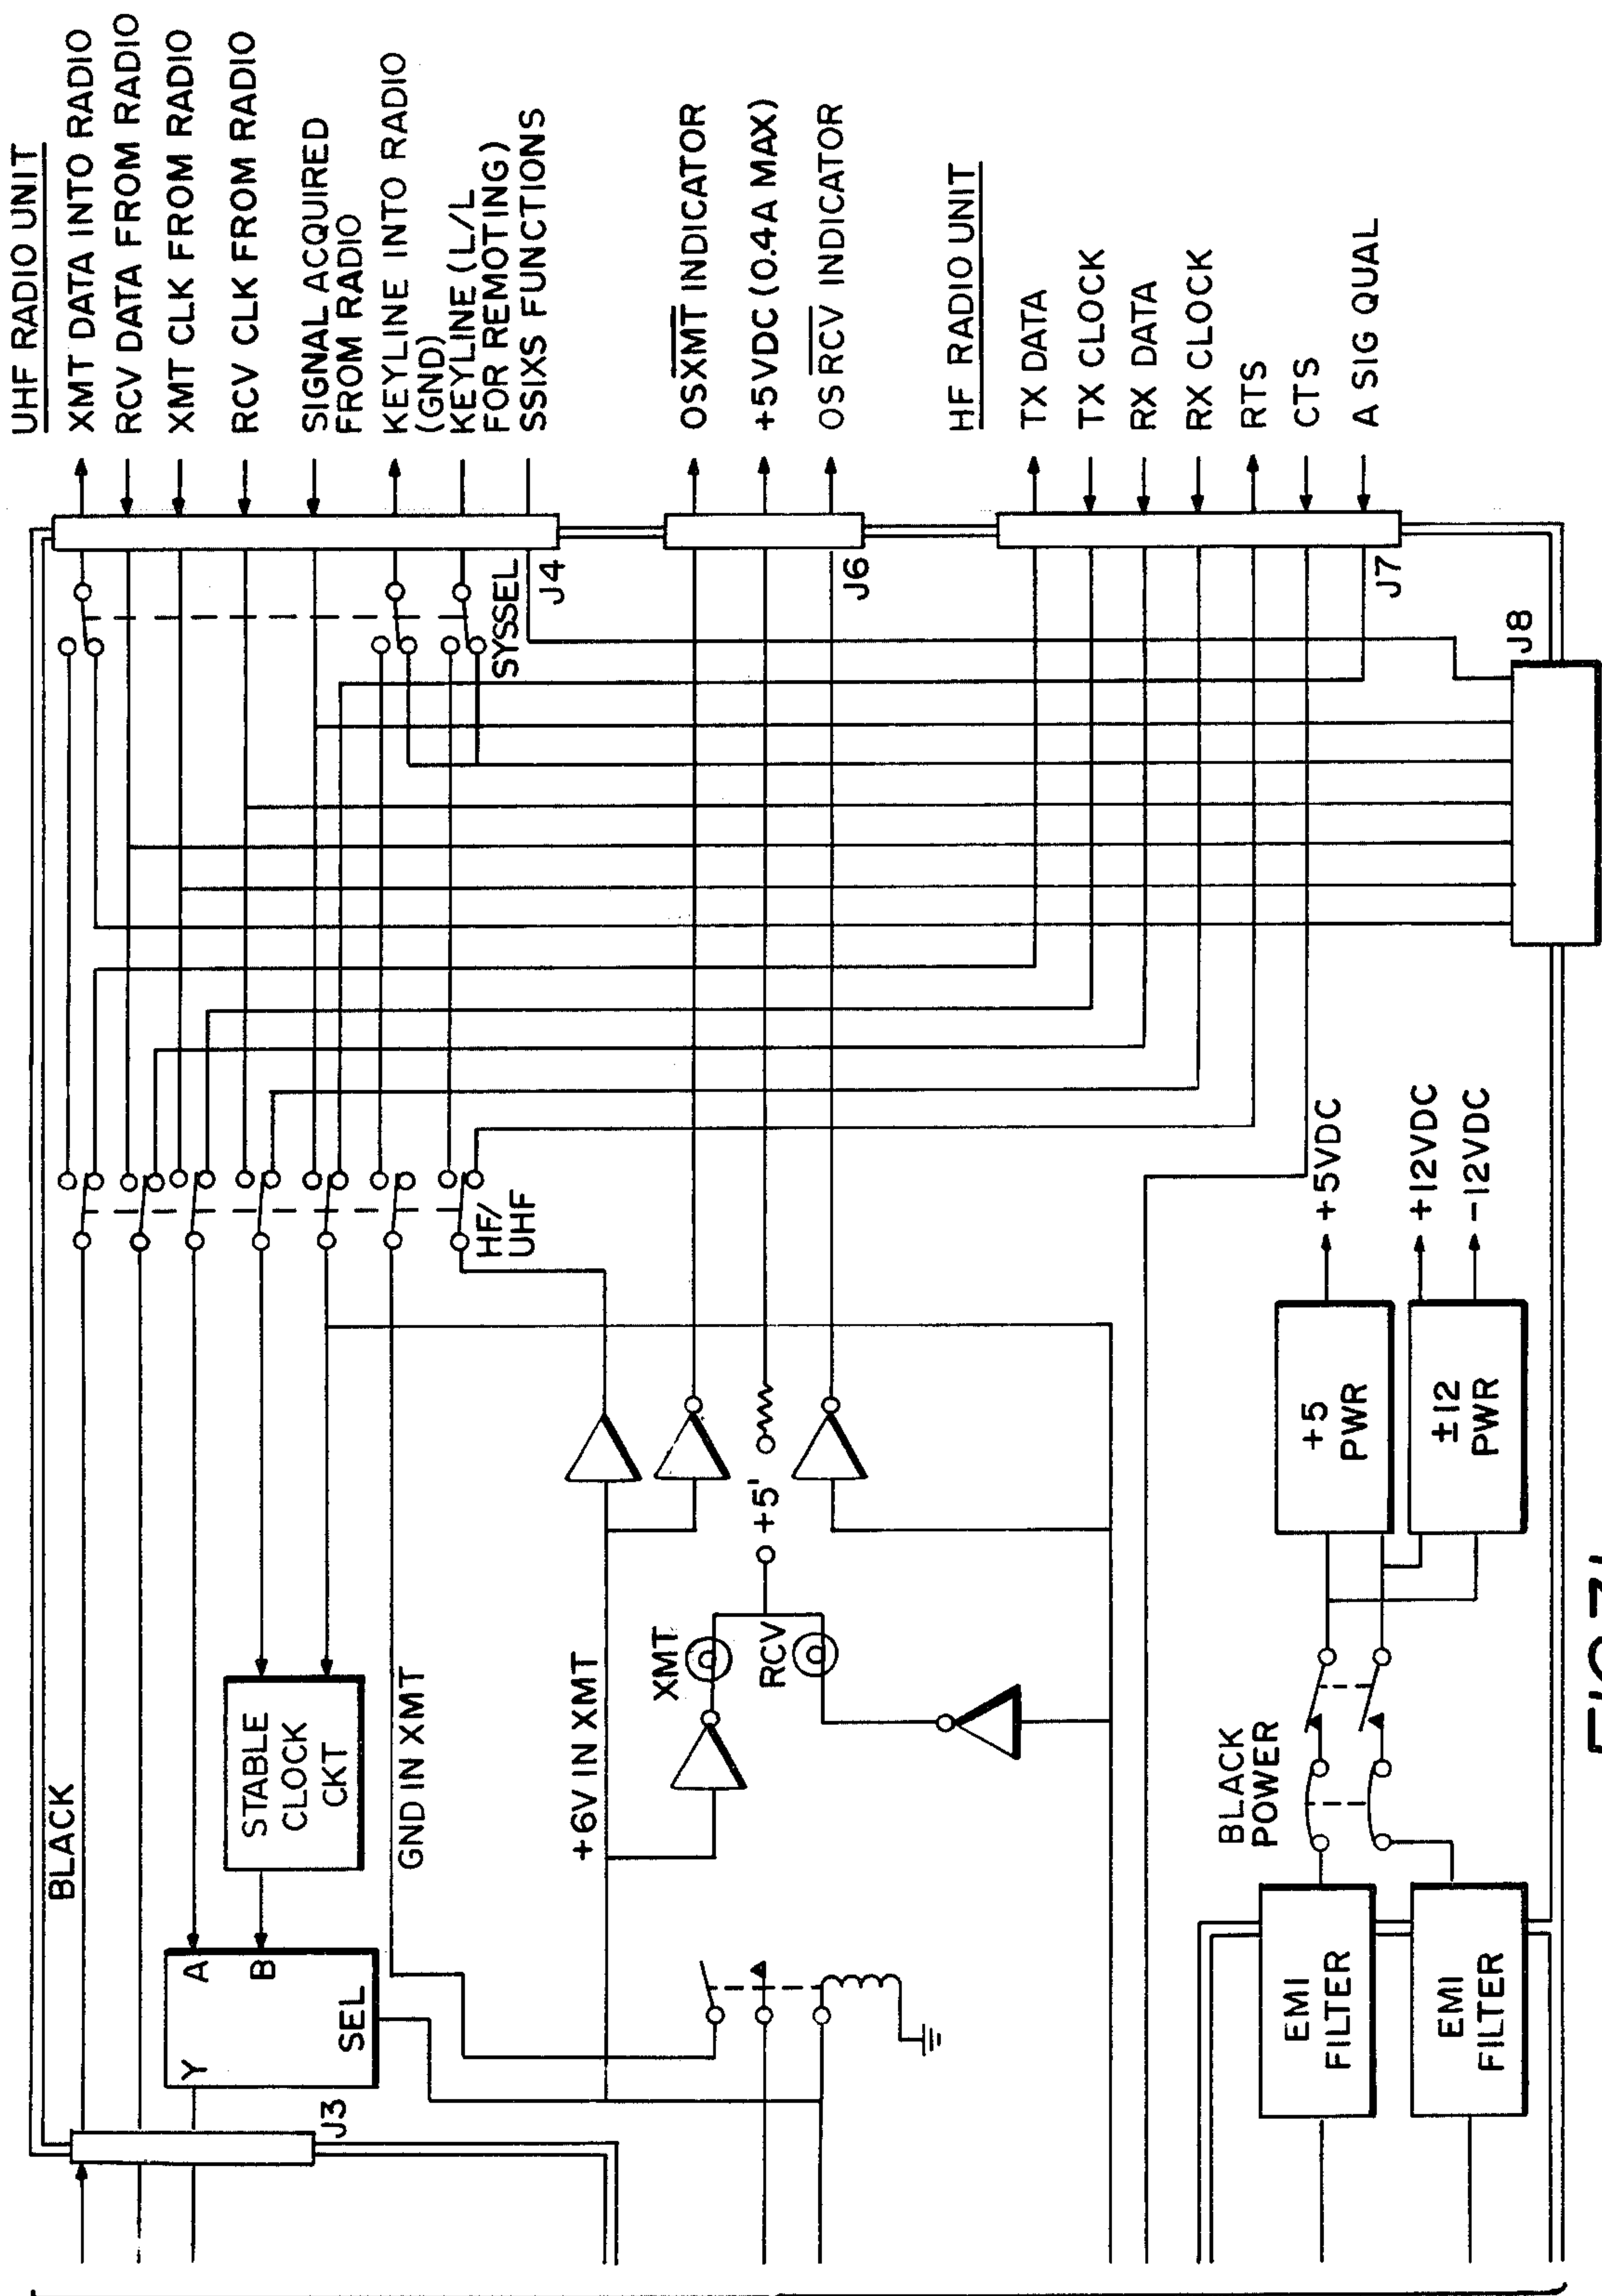 UHF RADIO UNIT
XMT DATA INTO RADIO
RCV DATA FROM RADIO
XMT CLK FROM RADIO
RCV CLK FROM RADIO
SIGNAL ACQUIRED
FROM RADIO
KEYLINE INTO RADIO
(GND)
KEYLINE (L/L
FOR REMOTING)
SSIXS FUNCTIONS
OSXMT INDICATOR
+5VDC (0.4A MAX)
OSRCV INDICATOR
HF RADIO UNIT
TX DATA
TX CLOCK
RX DATA
RX CLOCK
RTS
CTS
A SIG QUAL
J4
SYSSEL
J6
J7
J8
HF/
UHF
BLACK
STABLE
CLOCK
CKT
GND IN XMT
A
B
Y
SEL
J3
+6V IN XMT
XMT
RCV
+5'
+5VDC
+12VDC
-12VDC
+5
PWR
±12
PWR
BLACK
POWER
EMI
FILTER
EMI
FILTER